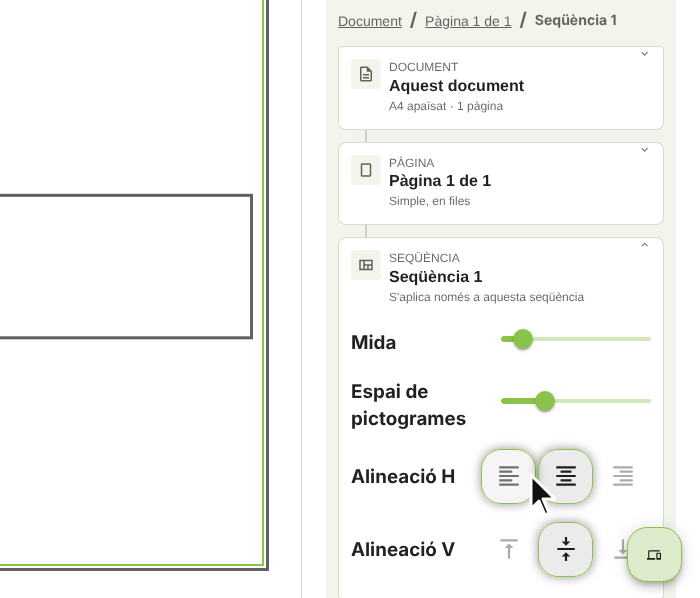 Document / Pàgina 1 de 1 / Seqüència 1
DOCUMENT
Aquest document
A4 apaïsat · 1 pàgina
PÀGINA
Pàgina 1 de 1
Simple, en files
SEQÜÈNCIA
Seqüència 1
S'aplica només a aquesta seqüència
Mida
Espai de
pictogrames
Alineació H
Alineació V